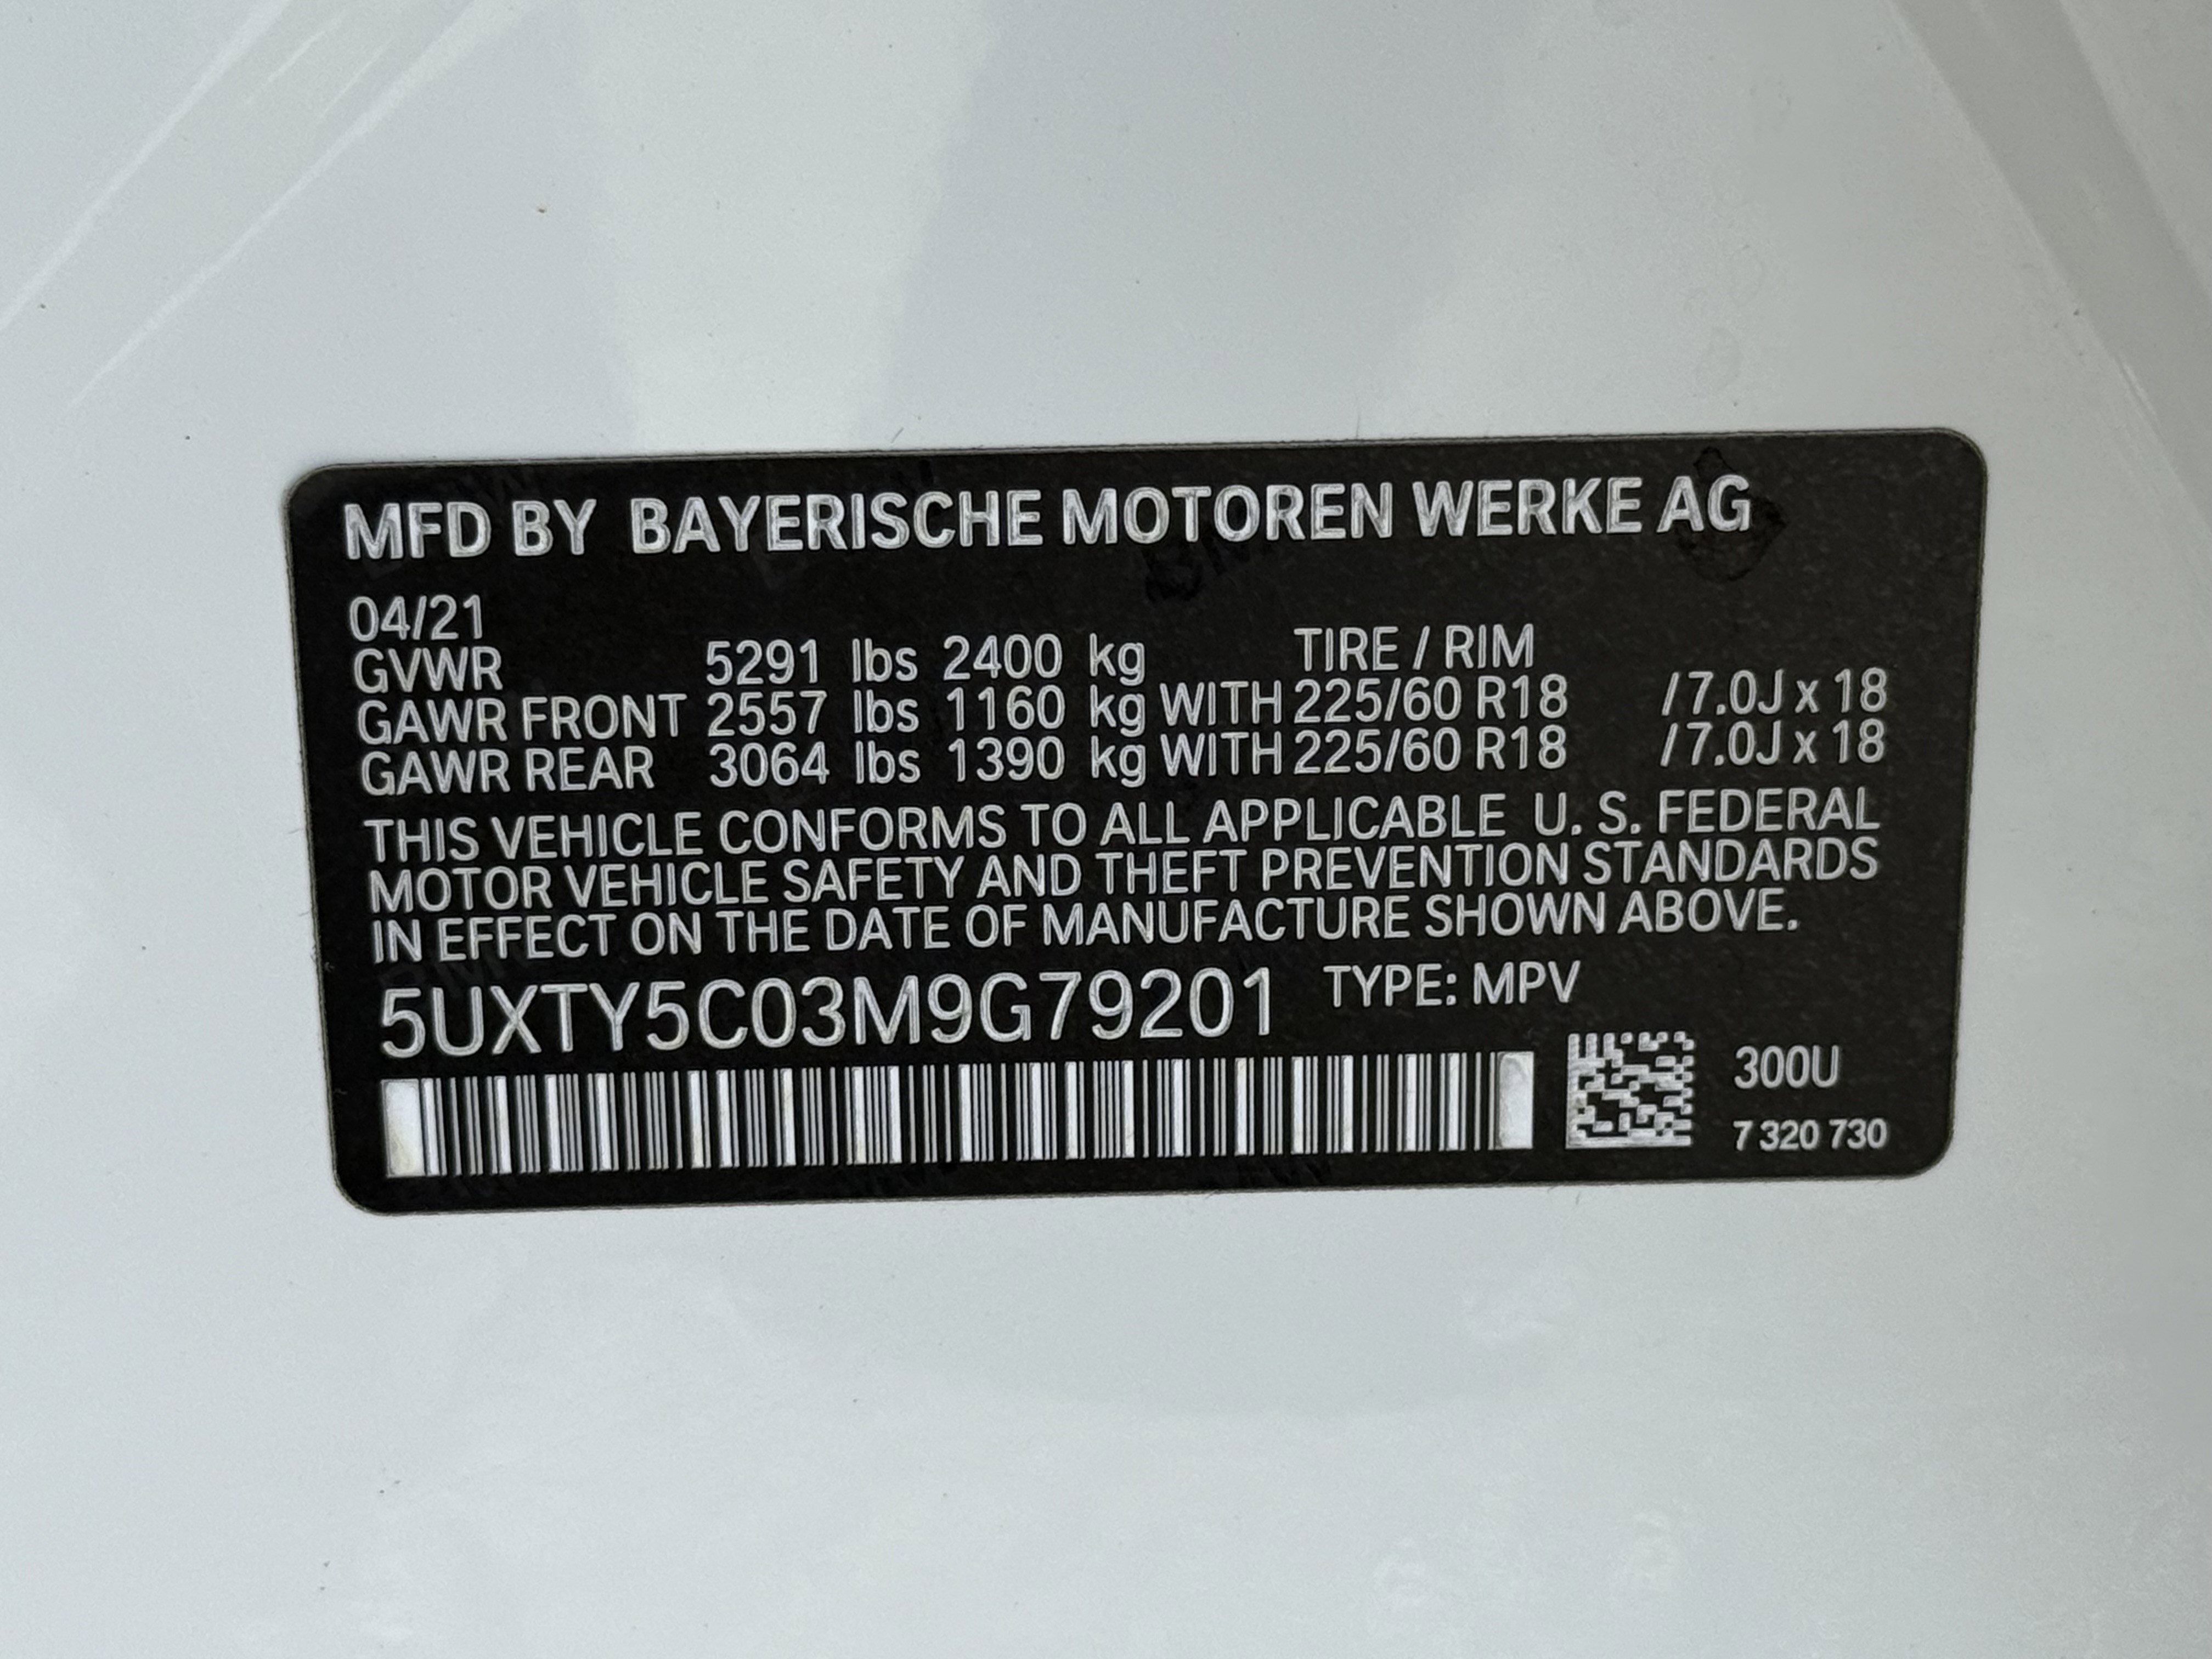 MFD BY BAYERISCHE MOTOREN WERKE AG
04/21
GVWR 5291 lbs 2400 kg TIRE / RIM
GAWR FRONT 2557 lbs 1160 kg WITH 225/60 R18 / 7.0J x 18
GAWR REAR 3064 lbs 1390 kg WITH 225/60 R18 / 7.0J x 18
THIS VEHICLE CONFORMS TO ALL APPLICABLE U. S. FEDERAL
MOTOR VEHICLE SAFETY AND THEFT PREVENTION STANDARDS
IN EFFECT ON THE DATE OF MANUFACTURE SHOWN ABOVE.
5UXTY5C03M9G79201 TYPE: MPV
300U
7 320 730